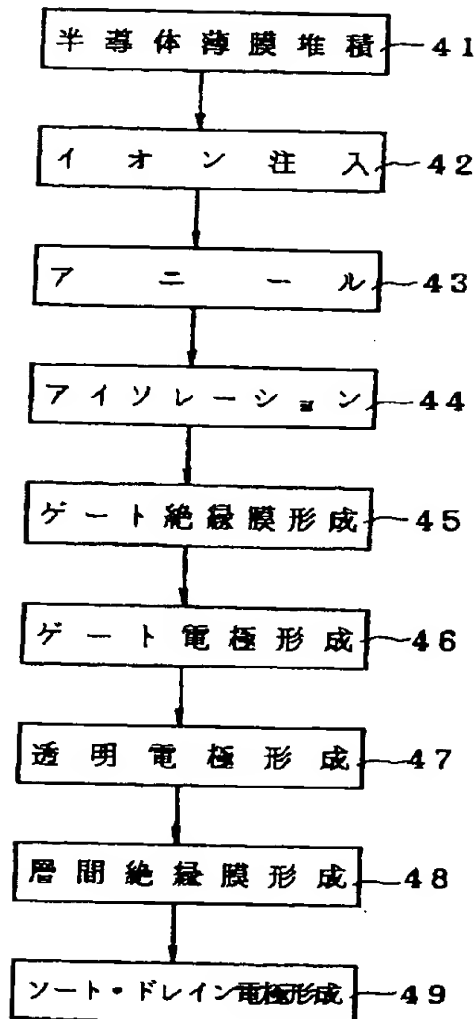 半導体薄膜堆積 41
イオン注入 42
アニール 43
アイソレーション 44
ゲート絶縁膜形成 45
ゲート電極形成 46
透明電極形成 47
層間絶縁膜形成 48
ソート・ドレイン電極形成 49